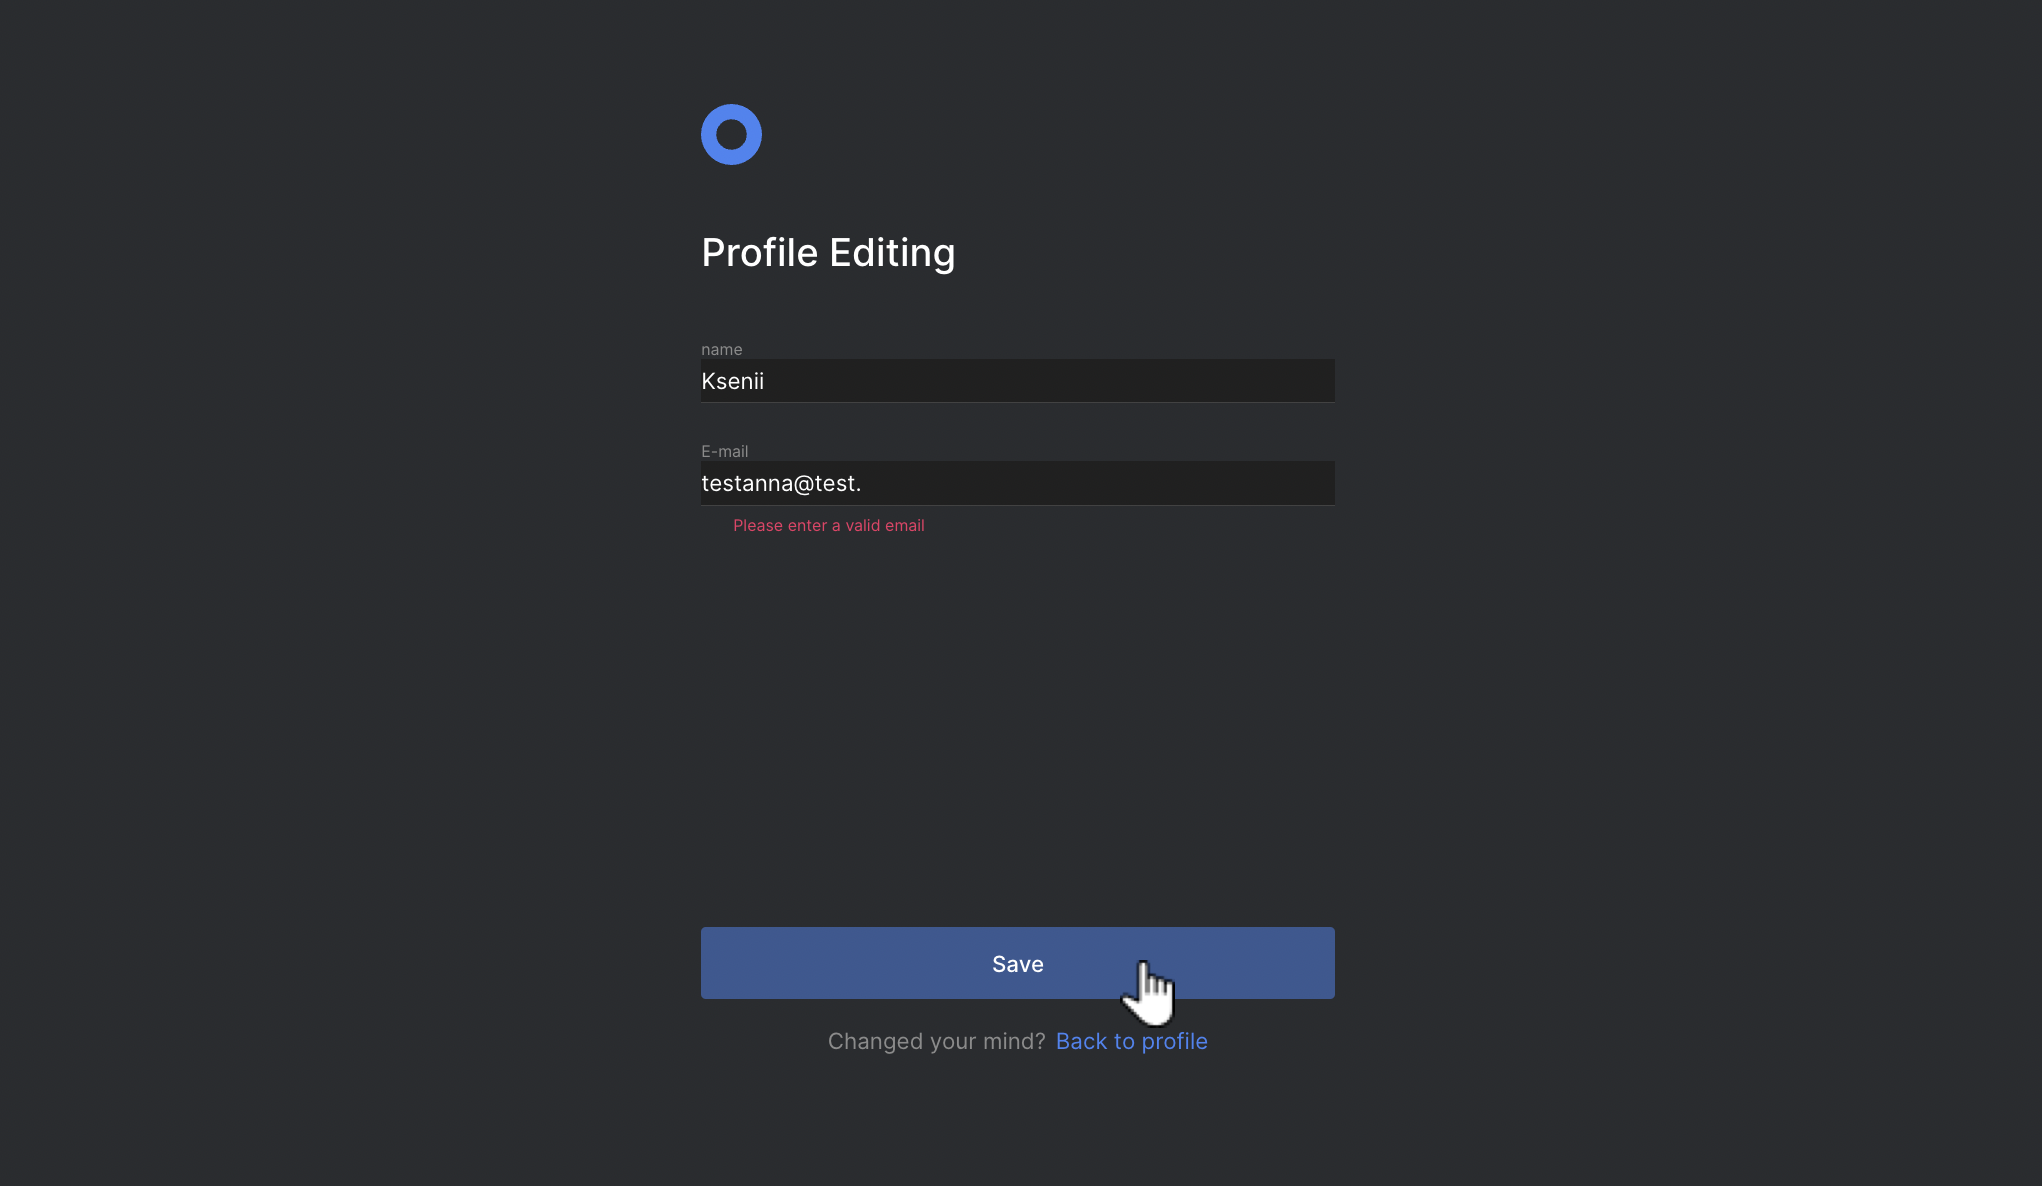 Profile Editing
name
Ksenii
E-mail
testanna@test.
Please enter a valid email
Save
Changed your mind? Back to profile